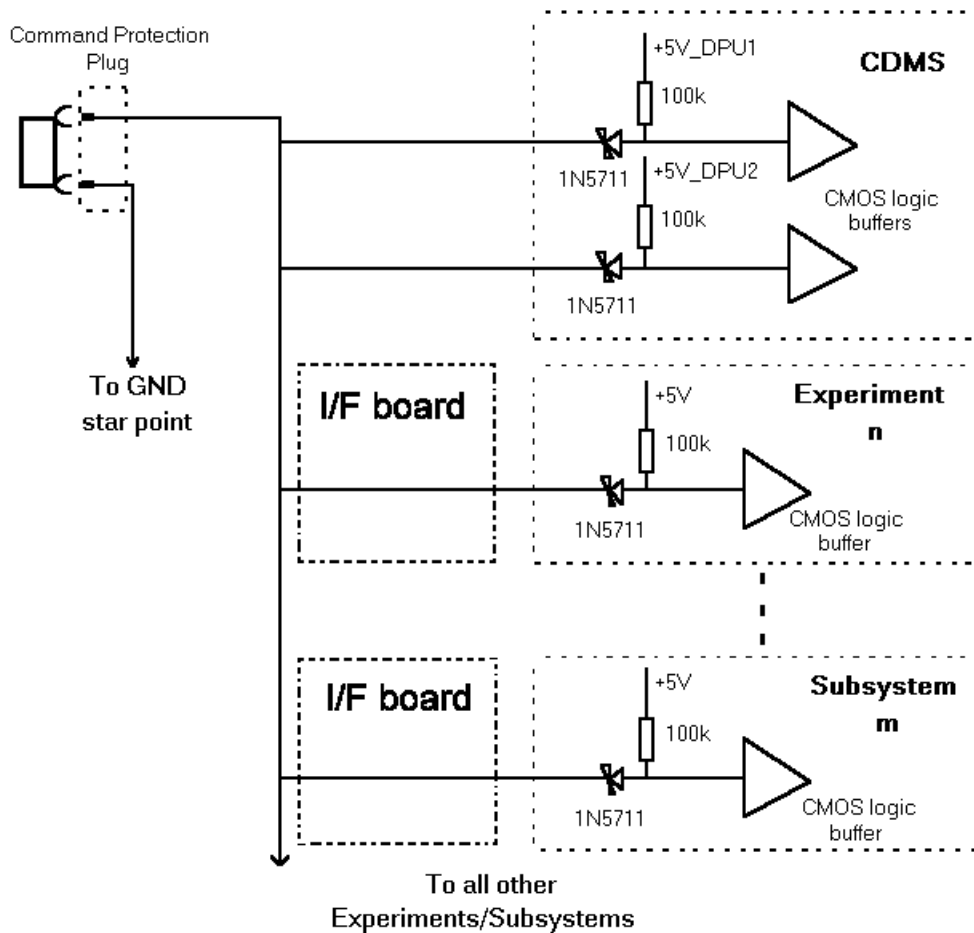 Command Protection
Plug
+5V_DPU1
CDMS
100k
1N5711
+5V_DPU2
CMOS logic
buffers
100k
1N5711
To GND
star point
I/F board
+5V
Experiment
n
100k
1N5711
CMOS logic
buffer
I/F board
+5V
Subsystem
m
100k
1N5711
CMOS logic
buffer
To all other
Experiments/Subsystems